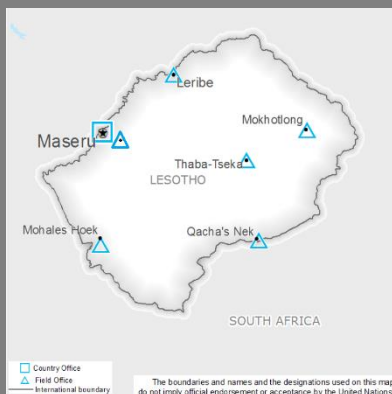 Leribe
Mokhotlong
Maseru
Thaba-Tseka
LESOTHO
Mohales Hoek
Qacha's Nek
SOUTH AFRICA
Country Office
Field Office
International boundary
The boundaries and names and the designations used on this map
do not imply official endorsement or acceptance by the United Nations.